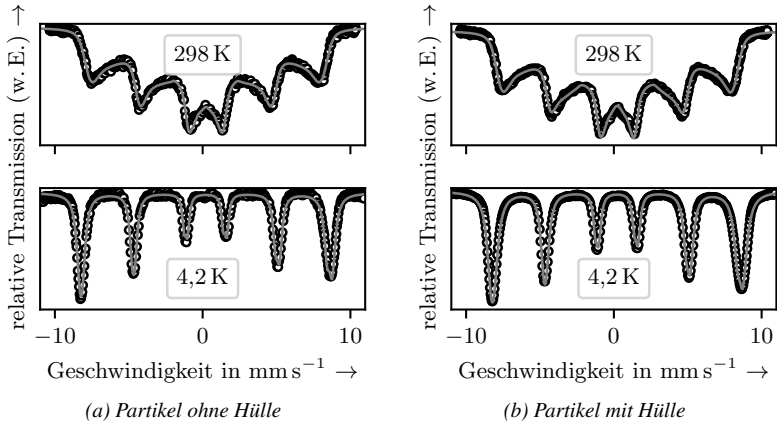 relative Transmission (w. E.) →
298 K
4,2 K
−10 0 10
Geschwindigkeit in mm s⁻¹ →
(a) Partikel ohne Hülle
relative Transmission (w. E.) →
298 K
4,2 K
−10 0 10
Geschwindigkeit in mm s⁻¹ →
(b) Partikel mit Hülle